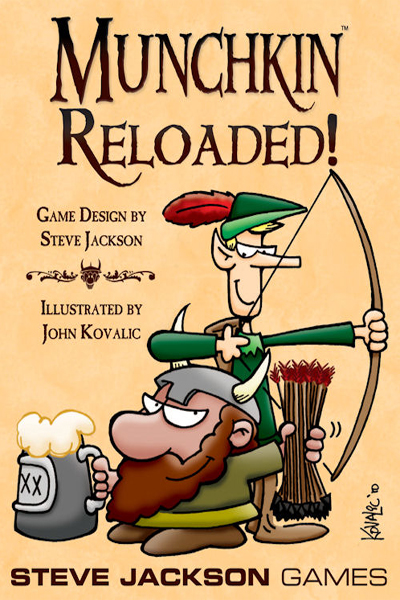 MUNCHKIN™
RELOADED!
GAME DESIGN BY
STEVE JACKSON
ILLUSTRATED BY
JOHN KOVALIC
XX
KOVALIC '10
STEVE JACKSON GAMES